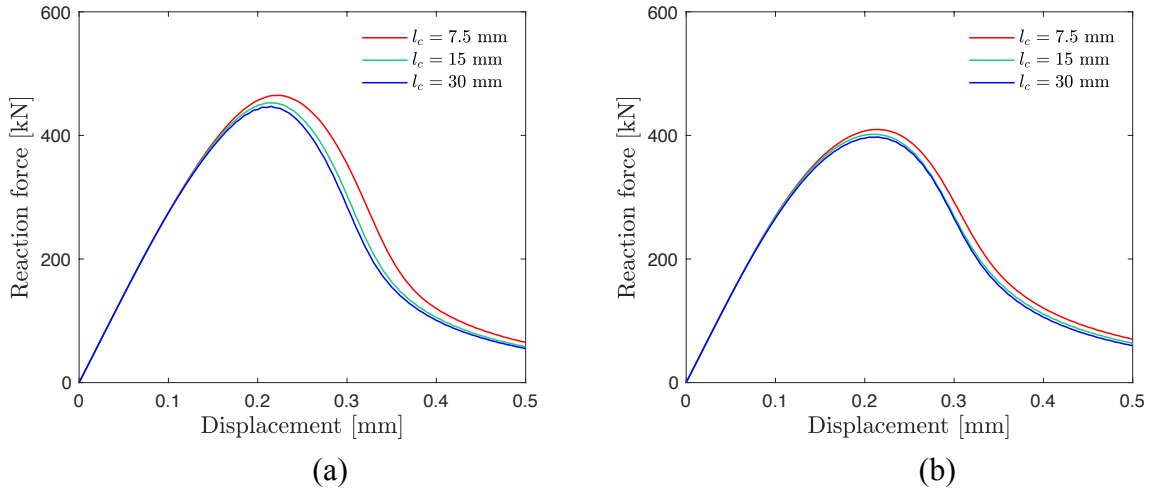 600
400
200
0
0
0.1
0.2
0.3
0.4
0.5
Reaction force [kN]
Displacement [mm]
l_c = 7.5 mm
l_c = 15 mm
l_c = 30 mm
(a)
600
400
200
0
0
0.1
0.2
0.3
0.4
0.5
Reaction force [kN]
Displacement [mm]
l_c = 7.5 mm
l_c = 15 mm
l_c = 30 mm
(b)